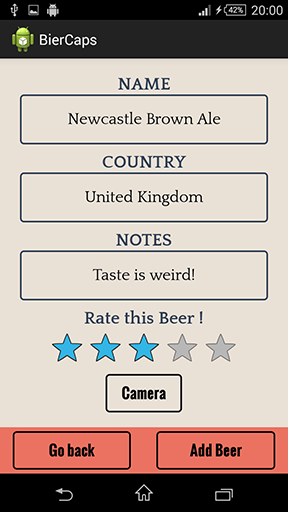 42% 20:00
BierCaps
NAME
Newcastle Brown Ale
COUNTRY
United Kingdom
NOTES
Taste is weird!
Rate this Beer !
Camera
Go back Add Beer